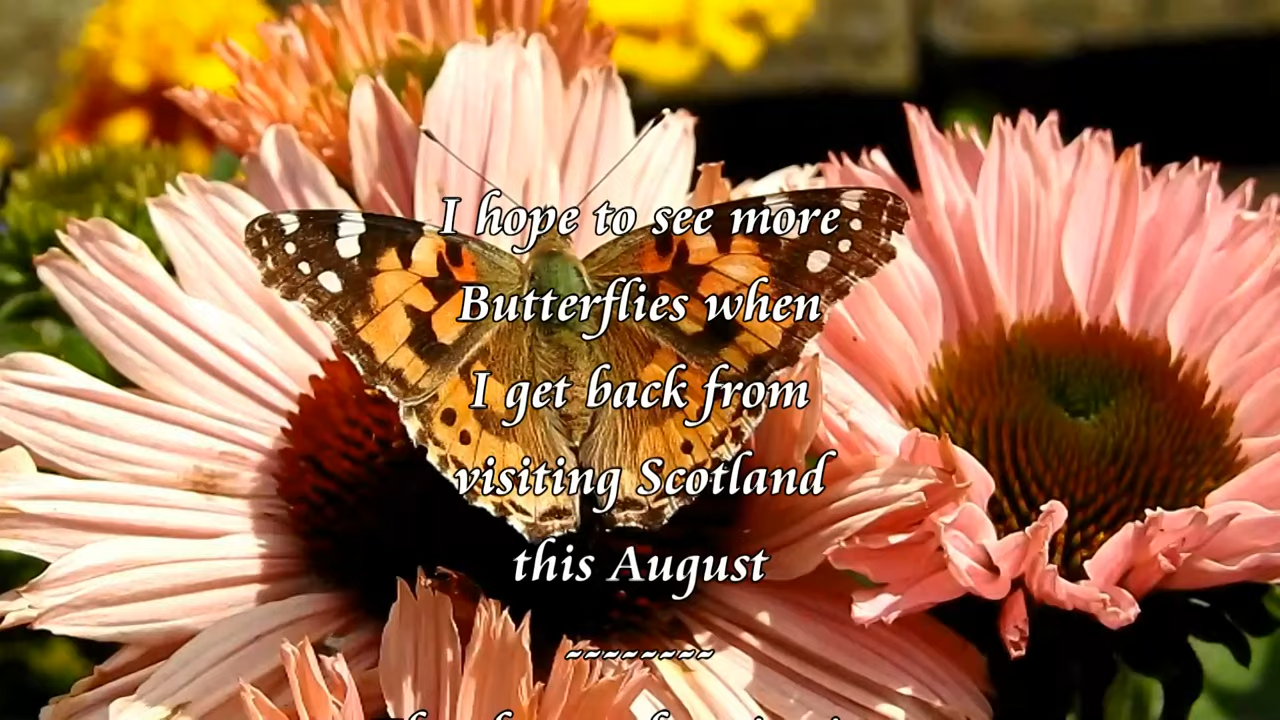 I hope to see more
Butterflies when
I get back from
visiting Scotland
this August
~~~~~~~~